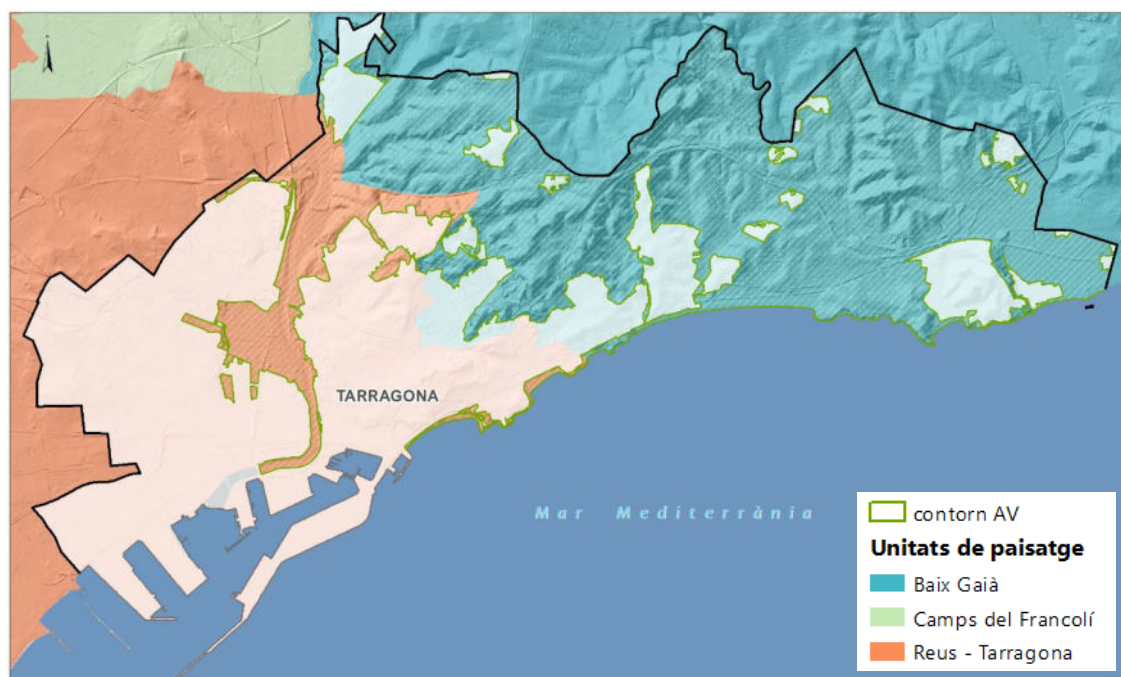 TARRAGONA
Mar Mediterrània
contorn AV
Unitats de paisatge
Baix Gaià
Camps del Francolí
Reus - Tarragona